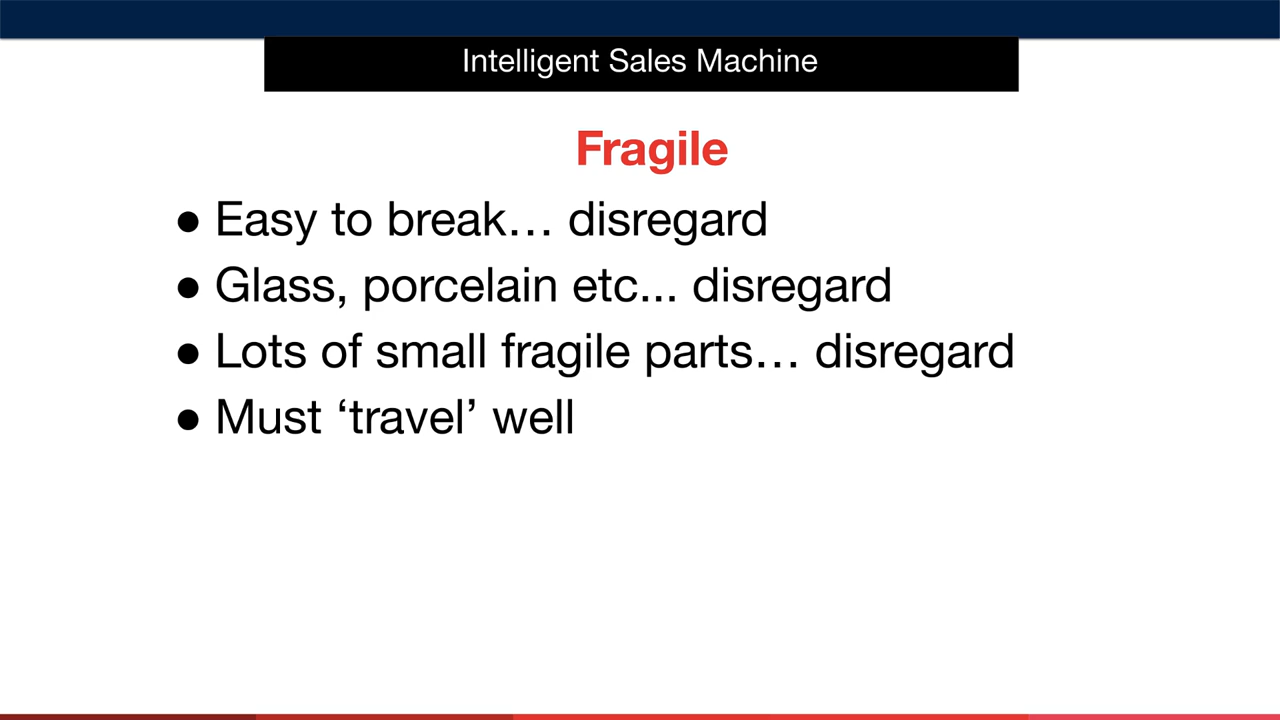 Intelligent Sales Machine
Fragile
● Easy to break… disregard
● Glass, porcelain etc... disregard
● Lots of small fragile parts… disregard
● Must ‘travel’ well